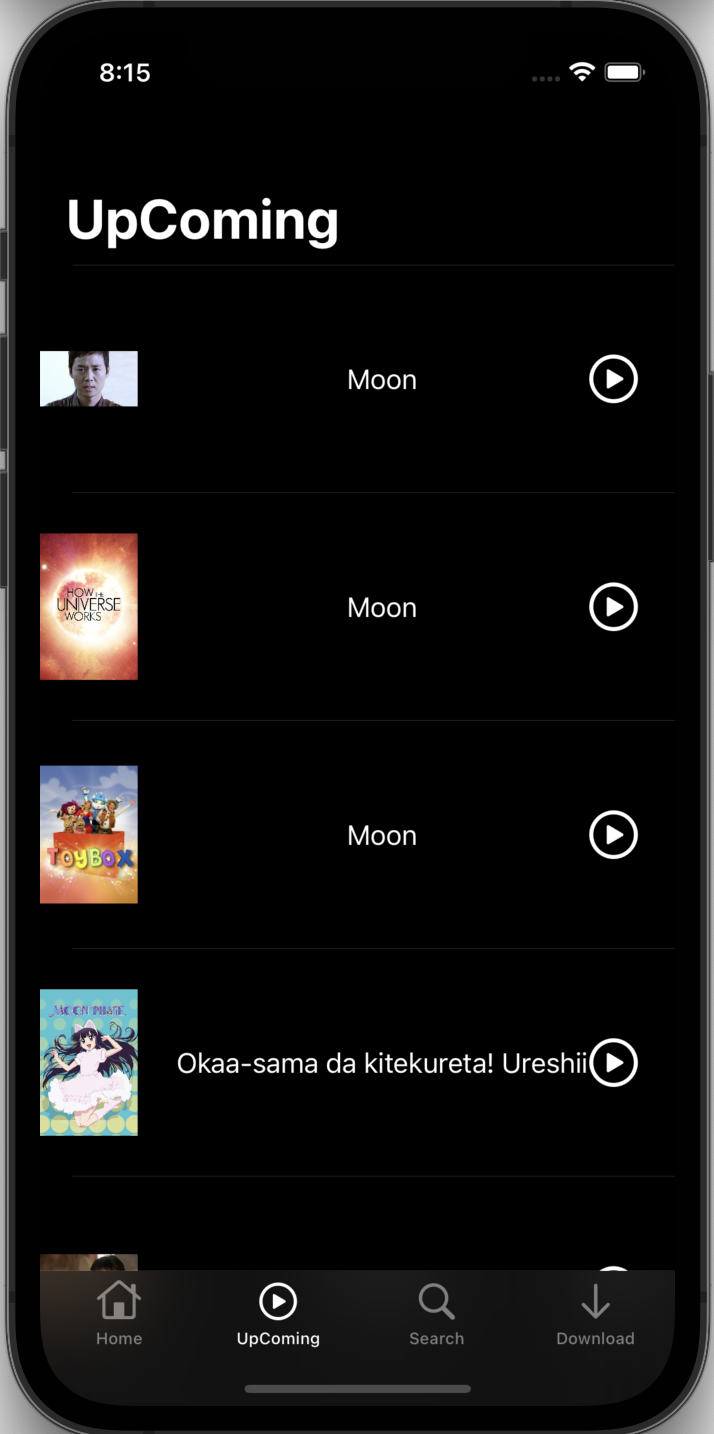 8:15
UpComing
Moon
HOW THE
UNIVERSE
WORKS
Moon
TOYBOX
Moon
MOON PHASE
Okaa-sama da kitekureta! Ureshii
Home
UpComing
Search
Download